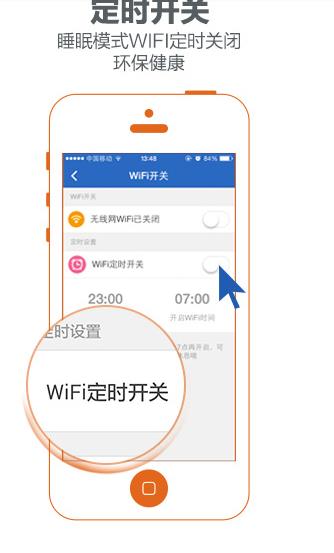 定时开关
睡眠模式WIFI定时关闭
环保健康
中国移动 13:48 84%
WiFi开关
WiFi开关
无线网WiFi已关闭
定时设置
WiFi定时开关
23:00 07:00
开启WiFi时间
7点再开启，可
定时设置
WiFi定时开关